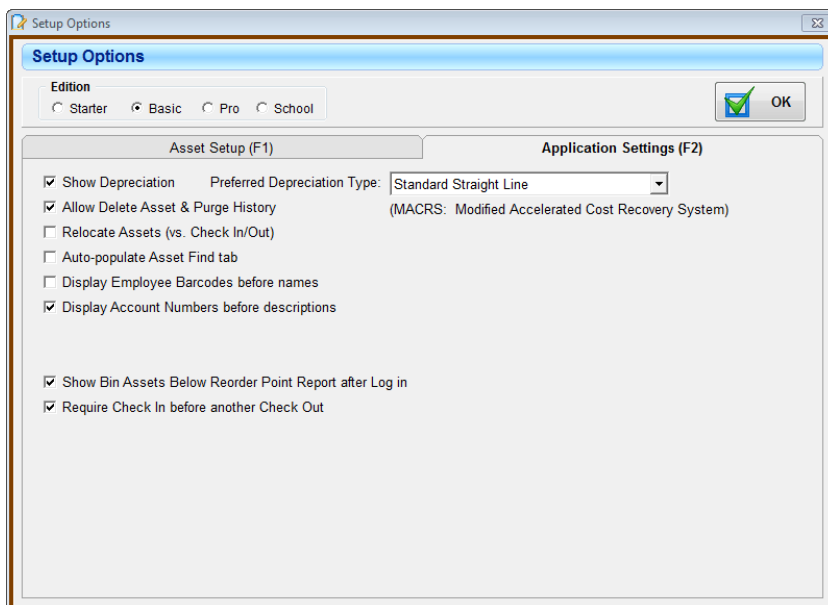 Setup Options
Setup Options
Edition
Starter Basic Pro School
OK
Asset Setup (F1) Application Settings (F2)
Show Depreciation Preferred Depreciation Type: Standard Straight Line
Allow Delete Asset & Purge History (MACRS: Modified Accelerated Cost Recovery System)
Relocate Assets (vs. Check In/Out)
Auto-populate Asset Find tab
Display Employee Barcodes before names
Display Account Numbers before descriptions
Show Bin Assets Below Reorder Point Report after Log in
Require Check In before another Check Out